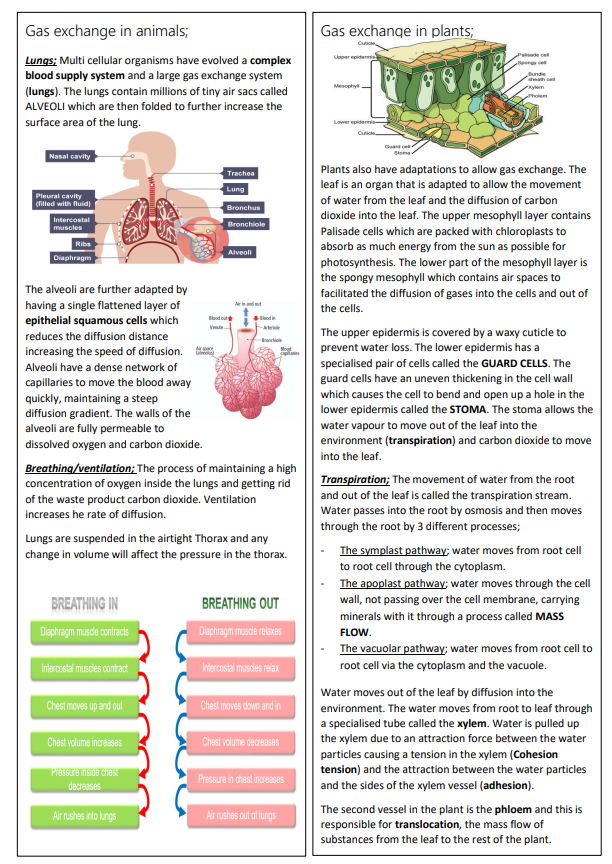 Gas exchange in animals;
Lungs; Multi cellular organisms have evolved a complex
blood supply system and a large gas exchange system
(lungs). The lungs contain millions of tiny air sacs called
ALVEOLI which are then folded to further increase the
surface area of the lung.
Nasal cavity
Pleural cavity
(filled with fluid)
Intercostal
muscles
Ribs
Diaphragm
Trachea
Lung
Bronchus
Bronchiole
Alveoli
The alveoli are further adapted by
having a single flattened layer of
epithelial squamous cells which
reduces the diffusion distance
increasing the speed of diffusion.
Alveoli have a dense network of
capillaries to move the blood away
quickly, maintaining a steep
diffusion gradient. The walls of the
alveoli are fully permeable to
dissolved oxygen and carbon dioxide.
Air in and out
Blood out
Blood in
Venule
Arteriole
Bronchiole
Air space
(alveolus)
Blood
capillaries
Breathing/ventilation; The process of maintaining a high
concentration of oxygen inside the lungs and getting rid
of the waste product carbon dioxide. Ventilation
increases he rate of diffusion.
Lungs are suspended in the airtight Thorax and any
change in volume will affect the pressure in the thorax.
BREATHING IN
Diaphragm muscle contracts
Intercostal muscles contract
Chest moves up and out
Chest volume increases
Pressure inside chest
decreases
Air rushes into lungs
BREATHING OUT
Diaphragm muscle relaxes
Intercostal muscles relax
Chest moves down and in
Chest volume decreases
Pressure in chest increases
Air rushes out of lungs
Gas exchange in plants;
Cuticle
Upper epidermis
Mesophyll
Lower epidermis
Cuticle
Guard cell
Stoma
Palisade cell
Spongy cell
Bundle
sheath cell
Xylem
Pholem
Plants also have adaptations to allow gas exchange. The
leaf is an organ that is adapted to allow the movement
of water from the leaf and the diffusion of carbon
dioxide into the leaf. The upper mesophyll layer contains
Palisade cells which are packed with chloroplasts to
absorb as much energy from the sun as possible for
photosynthesis. The lower part of the mesophyll layer is
the spongy mesophyll which contains air spaces to
facilitated the diffusion of gases into the cells and out of
the cells.
The upper epidermis is covered by a waxy cuticle to
prevent water loss. The lower epidermis has a
specialised pair of cells called the GUARD CELLS. The
guard cells have an uneven thickening in the cell wall
which causes the cell to bend and open up a hole in the
lower epidermis called the STOMA. The stoma allows the
water vapour to move out of the leaf into the
environment (transpiration) and carbon dioxide to move
into the leaf.
Transpiration; The movement of water from the root
and out of the leaf is called the transpiration stream.
Water passes into the root by osmosis and then moves
through the root by 3 different processes;
- The symplast pathway; water moves from root cell
to root cell through the cytoplasm.
- The apoplast pathway; water moves through the cell
wall, not passing over the cell membrane, carrying
minerals with it through a process called MASS
FLOW.
- The vacuolar pathway; water moves from root cell to
root cell via the cytoplasm and the vacuole.
Water moves out of the leaf by diffusion into the
environment. The water moves from root to leaf through
a specialised tube called the xylem. Water is pulled up
the xylem due to an attraction force between the water
particles causing a tension in the xylem (Cohesion
tension) and the attraction between the water particles
and the sides of the xylem vessel (adhesion).
The second vessel in the plant is the phloem and this is
responsible for translocation, the mass flow of
substances from the leaf to the rest of the plant.